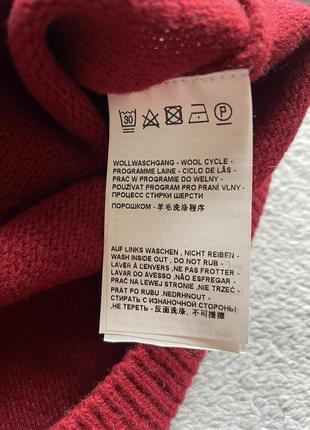 30 P
WOLLWASCHGANG - WOOL CYCLE -
PROGRAMME LAINE - CICLO DE LÃS -
PRAĆ W PROGRAMIE DO WEŁNY -
POUŽÍVAT PROGRAM PRO PRANÍ VLNY -
ПРОЦЕСС СТИРКИ ШЕРСТИ
ПОРОШКОМ - 羊毛洗涤程序
AUF LINKS WASCHEN , NICHT REIBEN -
WASH INSIDE OUT , DO NOT RUB -
LAVER À L'ENVERS ,NE PAS FROTTER -
LAVAR DO AVESSO ,NÃO ESFREGAR -
PRAĆ NA LEWEJ STRONIE ,NIE TRZEĆ -
PRÁT PO RUBU ,NEDRHNOUT -
СТИРАТЬ С ИЗНАНОЧНОЙ СТОРОНЫ
,НЕ ТЕРЕТЬ - 反面洗涤, 不可搓擦